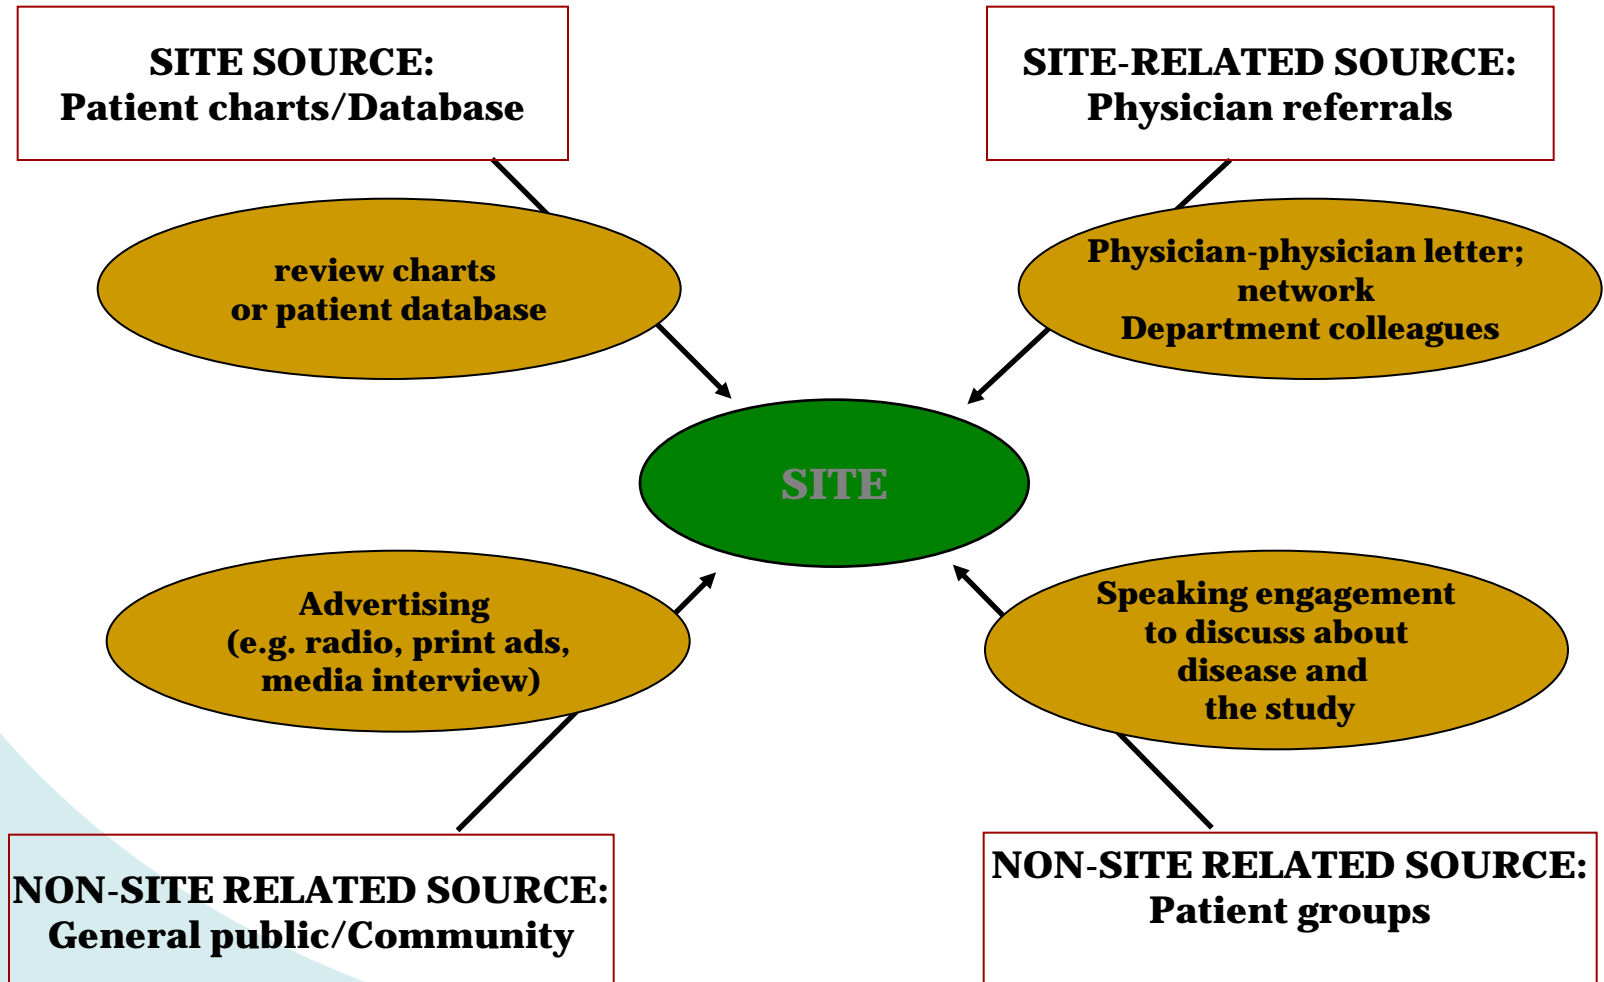 SITE SOURCE:
Patient charts/Database
SITE-RELATED SOURCE:
Physician referrals
review charts
or patient database
Physician-physician letter;
network
Department colleagues
SITE
Advertising
(e.g. radio, print ads,
media interview)
Speaking engagement
to discuss about
disease and
the study
NON-SITE RELATED SOURCE:
General public/Community
NON-SITE RELATED SOURCE:
Patient groups